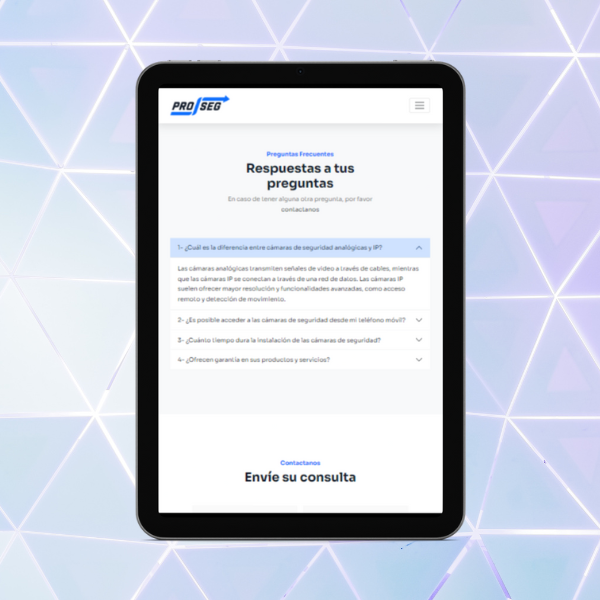 PRO SEG
Preguntas Frecuentes
Respuestas a tus
preguntas
En caso de tener alguna otra pregunta, por favor
contactanos
1- ¿Cuál es la diferencia entre cámaras de seguridad analógicas y IP?
Las cámaras analógicas transmiten señales de video a través de cables, mientras
que las cámaras IP se conectan a través de una red de datos. Las cámaras IP
suelen ofrecer mayor resolución y funcionalidades avanzadas, como acceso
remoto y detección de movimiento.
2- ¿Es posible acceder a las cámaras de seguridad desde mi teléfono móvil?
3- ¿Cuánto tiempo dura la instalación de las cámaras de seguridad?
4- ¿Ofrecen garantía en sus productos y servicios?
Contactanos
Envíe su consulta